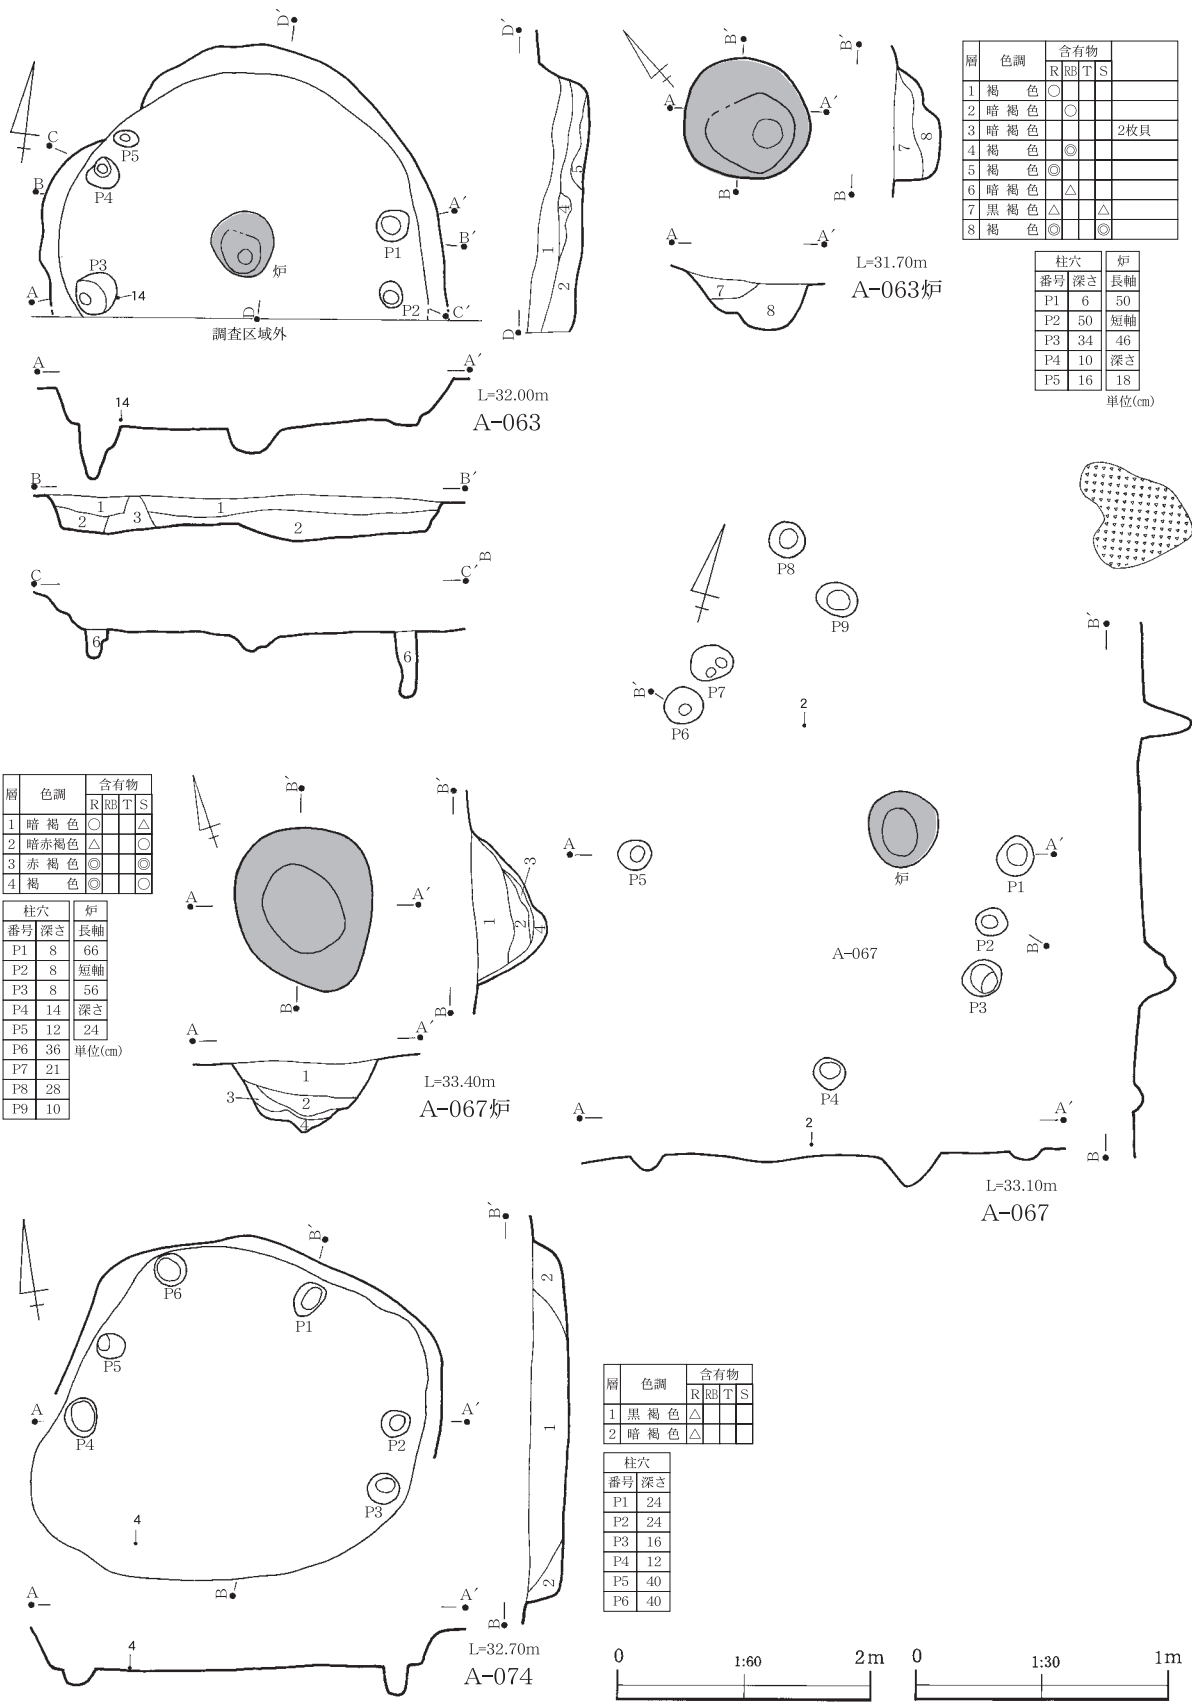 D`
C
P5
B
P4
A'
B'
P1
炉
P3
14
A
P2
D
7
C'
調査区域外
A
A'
14
L=32.00m
A-063
B
B'
1
1
2
3
2
C
C'
B
6
6
D`
5
4
1
2
D
B`
A
A'
B
B`
7
8
B
A
A'
7
8
L=31.70m
A-063炉
層 色調 含有物
R RB T S
1 褐色 ○
2 暗褐色 ○
3 暗褐色 2枚貝
4 褐色 ◎
5 褐色 ◎
6 暗褐色 △
7 黒褐色 △ △
8 褐色 ◎ ◎
柱穴 炉
番号 深さ 長軸
P1 6 50
P2 50 短軸
P3 34 46
P4 10 深さ
P5 16 18
単位(cm)
P8
P9
P7
B`
P6
2
A
P5
炉
A'
P1
P2
B
A-067
P3
P4
A
A'
2
B`
B
L=33.10m
A-067
層 色調 含有物
R RB T S
1 暗褐色 ○ △
2 暗赤褐色 △ ○
3 赤褐色 ◎ ◎
4 褐色 ◎ ○
柱穴 炉
番号 深さ 長軸
P1 8 66
P2 8 短軸
P3 8 56
P4 14 深さ
P5 12 24
P6 36 単位(cm)
P7 21
P8 28
P9 10
B`
A
A'
B
B`
3
1
2
4
B
A
A'
1
3
2
4
L=33.40m
A-067炉
B`
P6
P1
P5
A
P4
A'
P2
P3
4
B
B`
2
1
2
B
A
A'
4
L=32.70m
A-074
層 色調 含有物
R RB T S
1 黒褐色 △
2 暗褐色 △
柱穴
番号 深さ
P1 24
P2 24
P3 16
P4 12
P5 40
P6 40
0 1:60 2m
0 1:30 1m